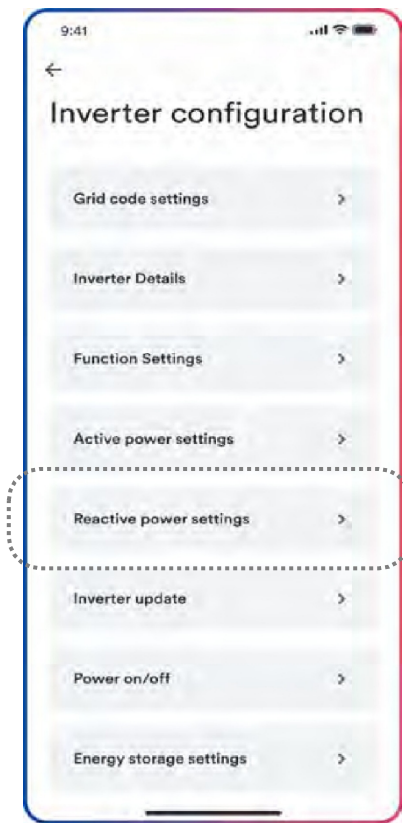 9:41
Inverter configuration
Grid code settings
Inverter Details
Function Settings
Active power settings
Reactive power settings
Inverter update
Power on/off
Energy storage settings